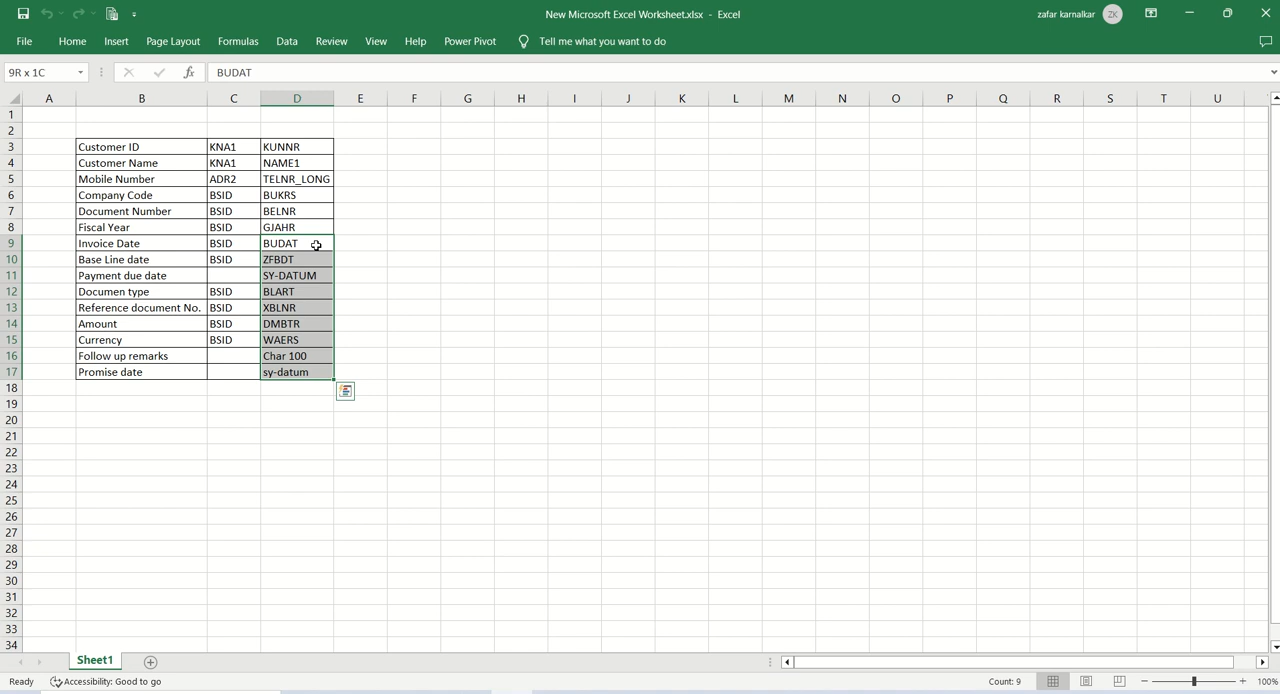 New Microsoft Excel Worksheet.xlsx - Excel
zafar karnalkar ZK
File Home Insert Page Layout Formulas Data Review View Help Power Pivot Tell me what you want to do
9R x 1C fx BUDAT
A B C D E F G H I J K L M N O P Q R S T U
1
2
3 Customer ID KNA1 KUNNR
4 Customer Name KNA1 NAME1
5 Mobile Number ADR2 TELNR_LONG
6 Company Code BSID BUKRS
7 Document Number BSID BELNR
8 Fiscal Year BSID GJAHR
9 Invoice Date BSID BUDAT
10 Base Line date BSID ZFBDT
11 Payment due date SY-DATUM
12 Documen type BSID BLART
13 Reference document No. BSID XBLNR
14 Amount BSID DMBTR
15 Currency BSID WAERS
16 Follow up remarks Char 100
17 Promise date sy-datum
18
19
20
21
22
23
24
25
26
27
28
29
30
31
32
33
34
Sheet1
Ready Accessibility: Good to go Count: 9 100%